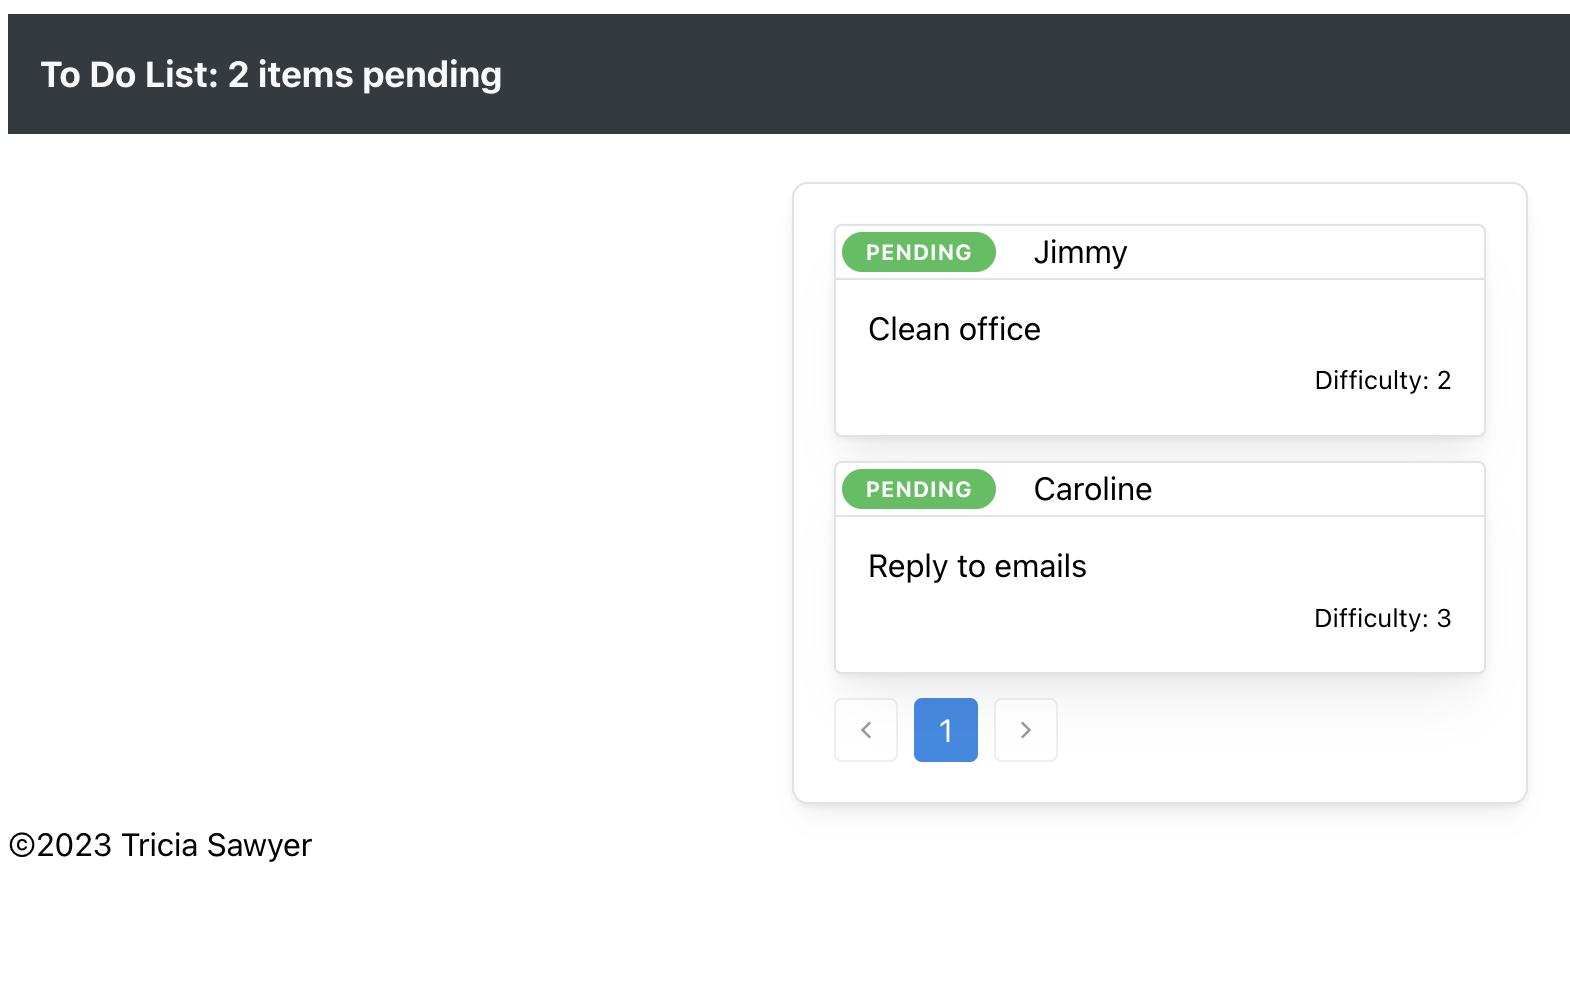 To Do List: 2 items pending
PENDING Jimmy
Clean office
Difficulty: 2
PENDING Caroline
Reply to emails
Difficulty: 3
1
©2023 Tricia Sawyer